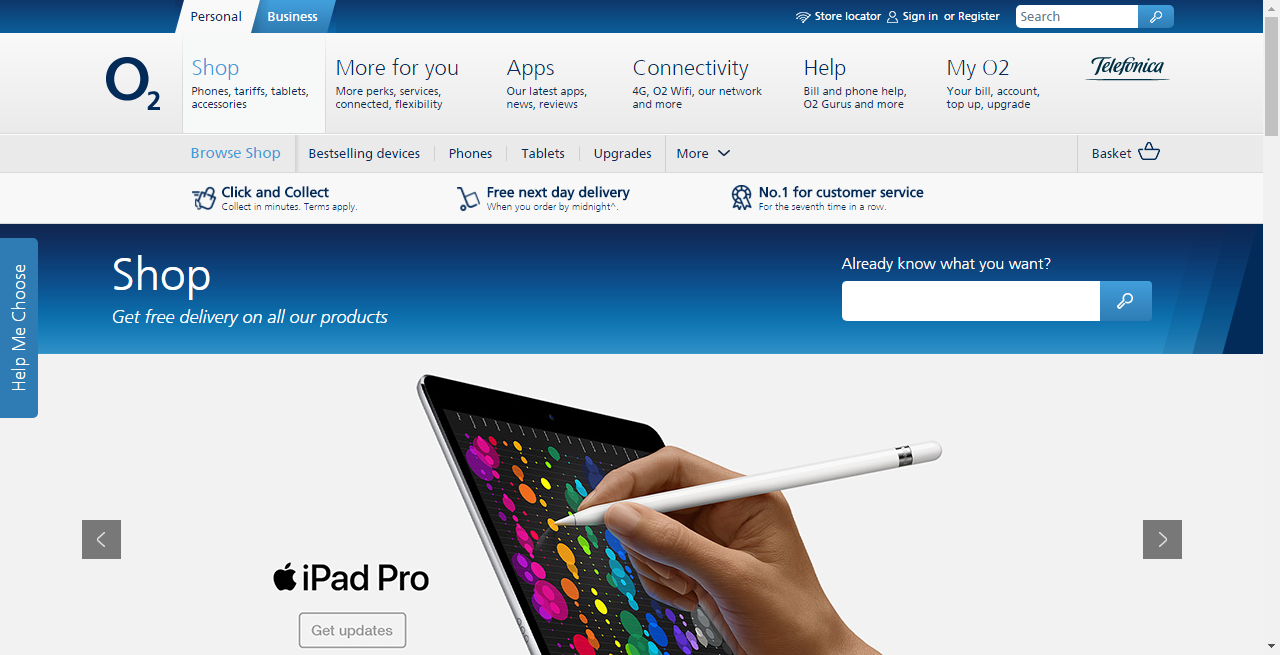 Personal
Business
Store locator
Sign in or Register
Search
O2
Shop
Phones, tariffs, tablets,
accessories
More for you
More perks, services,
connected, flexibility
Apps
Our latest apps,
news, reviews
Connectivity
4G, O2 Wifi, our network
and more
Help
Bill and phone help,
O2 Gurus and more
My O2
Your bill, account,
top up, upgrade
Telefónica
Browse Shop
Bestselling devices
Phones
Tablets
Upgrades
More
Basket
Click and Collect
Collect in minutes. Terms apply.
Free next day delivery
When you order by midnight^.
No.1 for customer service
For the seventh time in a row.
Help Me Choose
Shop
Get free delivery on all our products
Already know what you want?
iPad Pro
Get updates